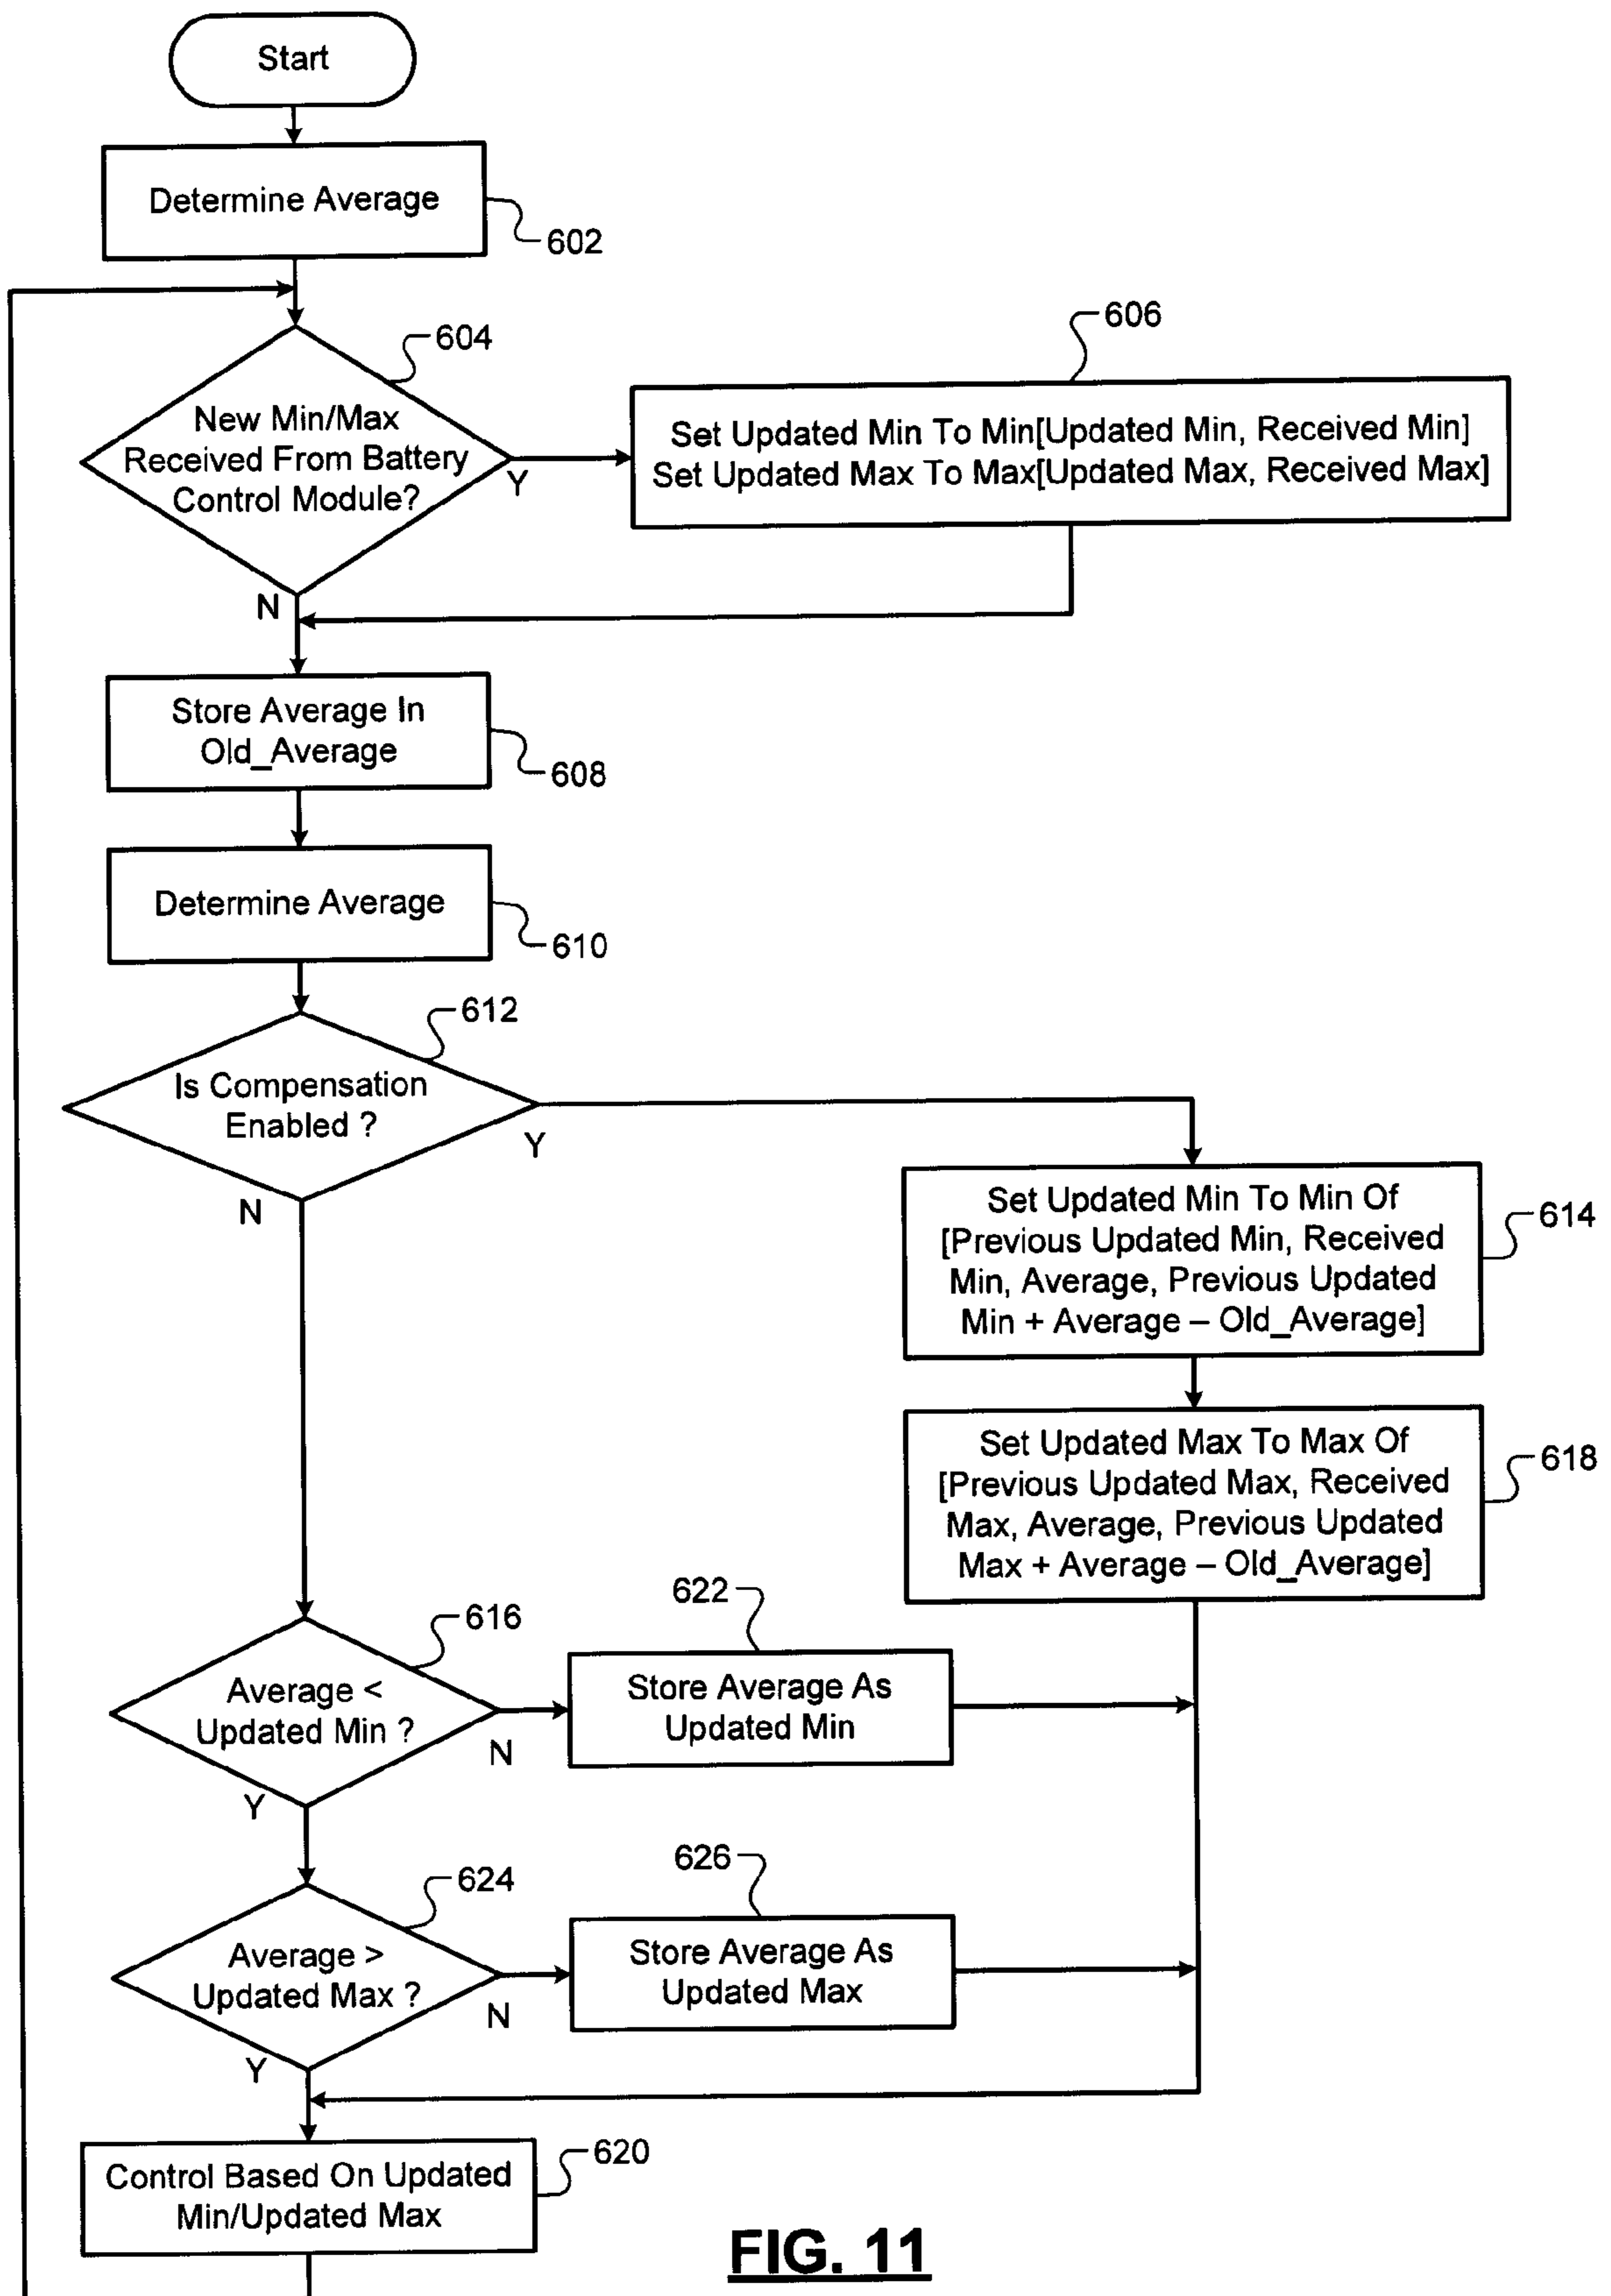 Start
Determine Average
602
604
New Min/Max
Received From Battery
Control Module?
Y
N
606
Set Updated Min To Min[Updated Min, Received Min]
Set Updated Max To Max[Updated Max, Received Max]
Store Average In
Old_Average
608
Determine Average
610
612
Is Compensation
Enabled ?
Y
N
Set Updated Min To Min Of
[Previous Updated Min, Received
Min, Average, Previous Updated
Min + Average – Old_Average]
614
Set Updated Max To Max Of
[Previous Updated Max, Received
Max, Average, Previous Updated
Max + Average – Old_Average]
618
616
Average <
Updated Min ?
N
Y
622
Store Average As
Updated Min
624
Average >
Updated Max ?
N
Y
626
Store Average As
Updated Max
Control Based On Updated
Min/Updated Max
620
FIG. 11